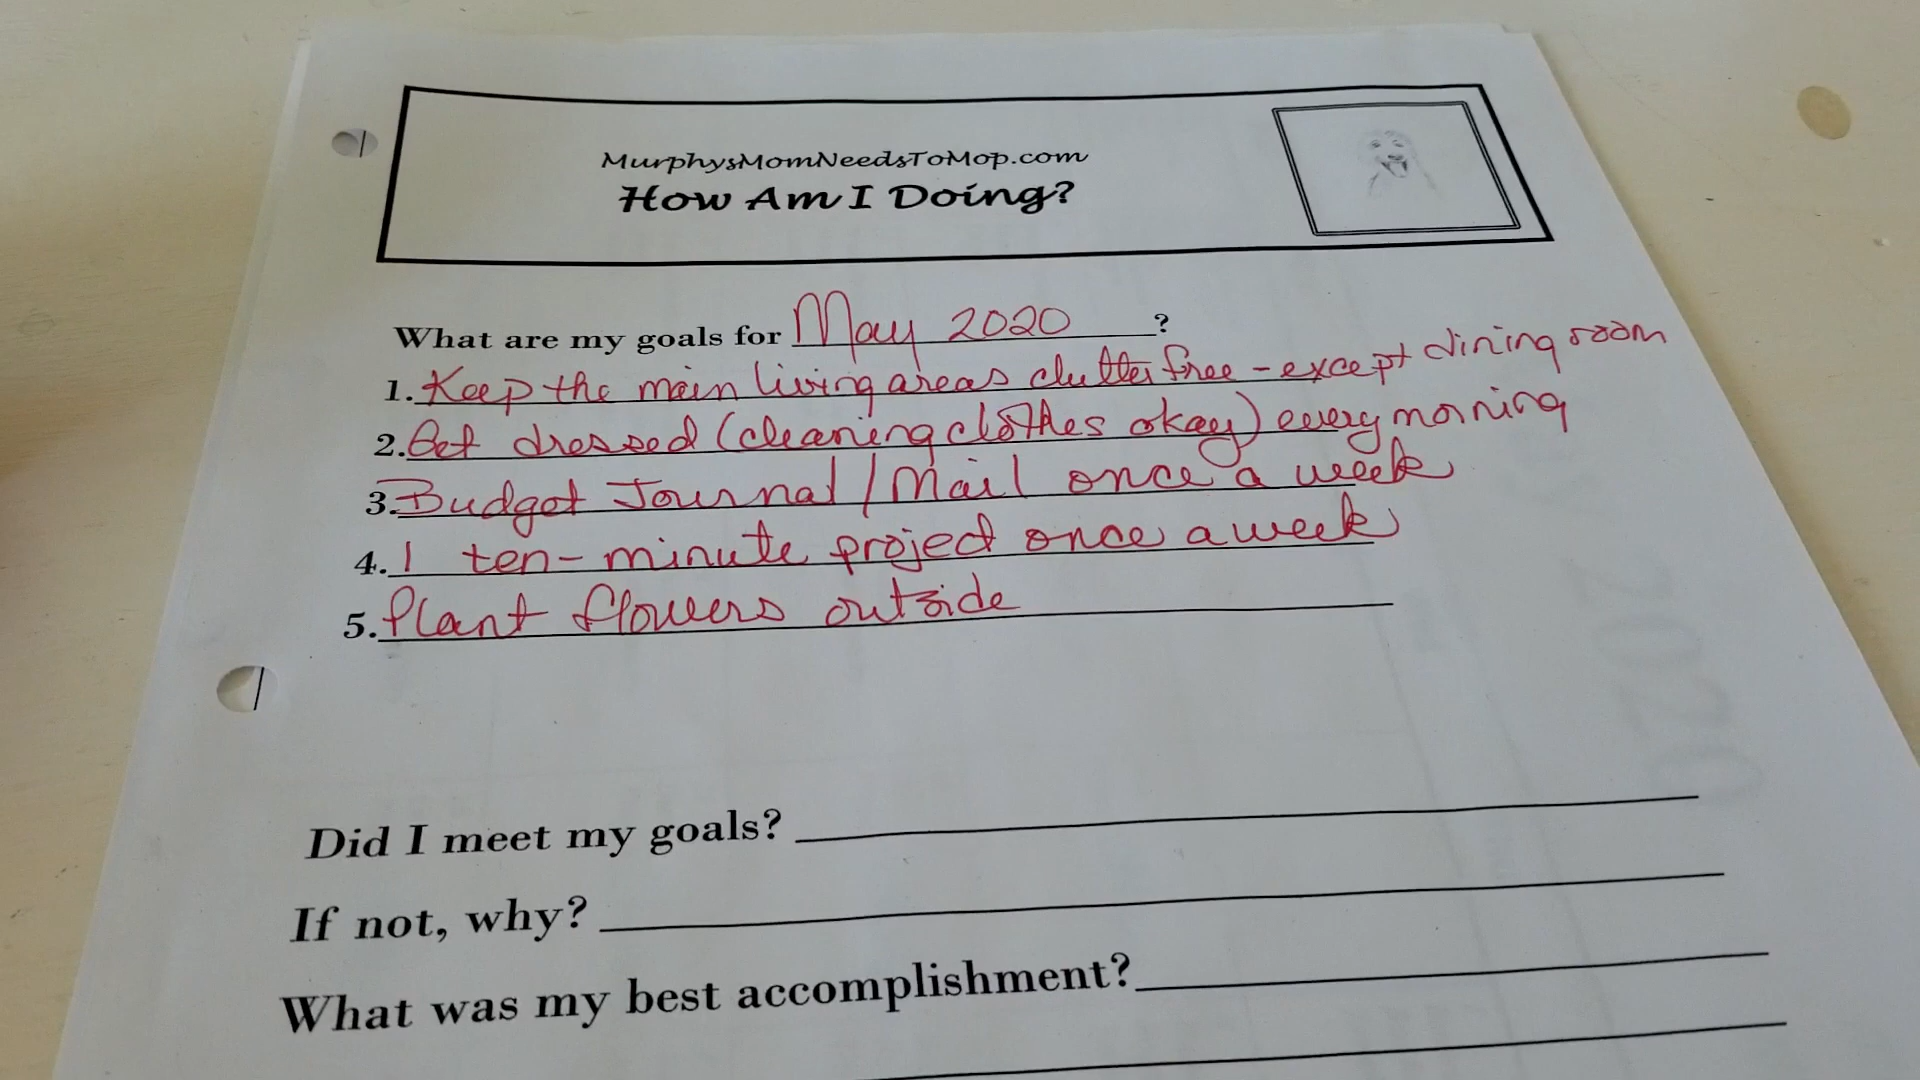 MurphysMomNeedsToMop.com
How Am I Doing?
What are my goals for May 2020 ?
1. Keep the main living areas clutter free - except dining room
2. Get dressed (cleaning clothes okay) every morning
3. Budget Journal / Mail once a week
4. 1 ten-minute project once a week
5. Plant flowers outside
Did I meet my goals?
If not, why?
What was my best accomplishment?
2020